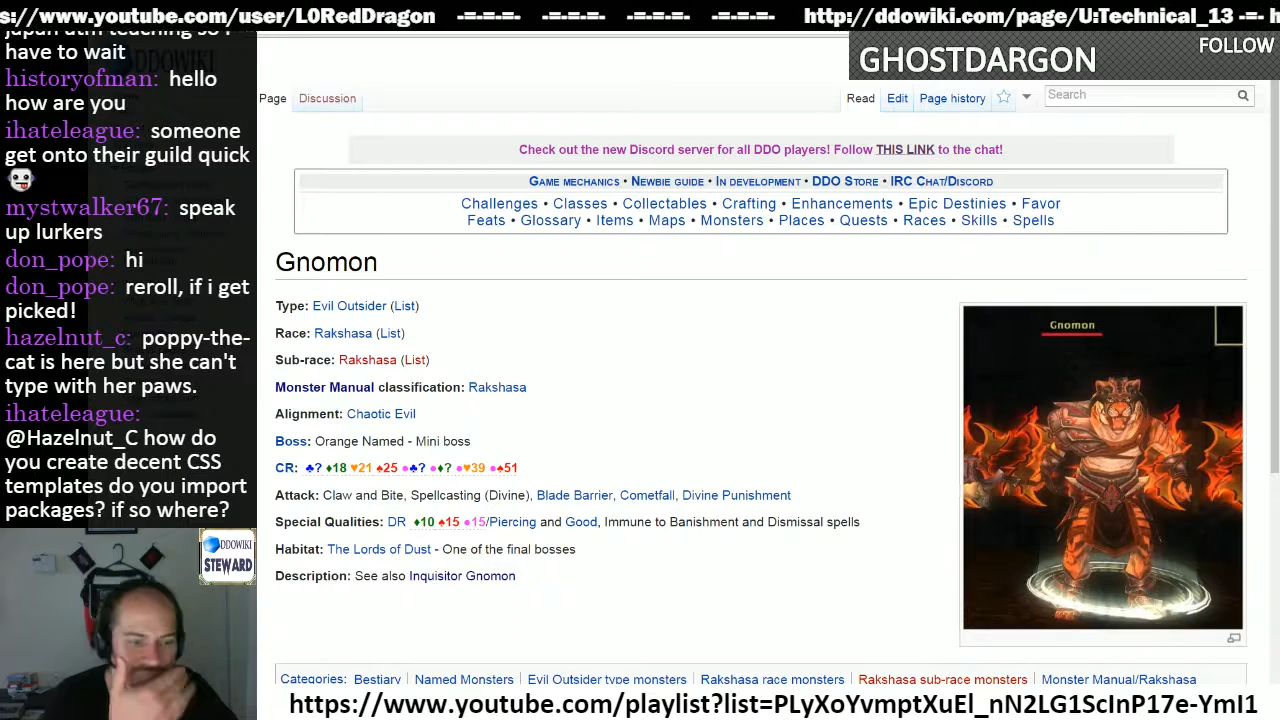 s://www.youtube.com/user/L0RedDragon -=-=-=- -=-=-=- -=-=-=- -=-=-=- http://ddowiki.com/page/U:Technical_13 -=-
have to wait
historyofman: hello
how are you
ihateleague: someone
get onto their guild quick
mystwalker67: speak
up lurkers
don_pope: hi
don_pope: reroll, if i get
picked!
hazelnut_c: poppy-the-
cat is here but she can't
type with her paws.
ihateleague:
@Hazelnut_C how do
you create decent CSS
templates do you import
packages? if so where?
DDOWIKI
STEWARD
GHOSTDARGON
FOLLOW
Page Discussion
Read Edit Page history
Search
Check out the new Discord server for all DDO players! Follow THIS LINK to the chat!
Game mechanics • Newbie guide • In development • DDO Store • IRC Chat/Discord
Challenges • Classes • Collectables • Crafting • Enhancements • Epic Destinies • Favor
Feats • Glossary • Items • Maps • Monsters • Places • Quests • Races • Skills • Spells
Gnomon
Type: Evil Outsider (List)
Race: Rakshasa (List)
Sub-race: Rakshasa (List)
Monster Manual classification: Rakshasa
Alignment: Chaotic Evil
Boss: Orange Named - Mini boss
CR: ♣? ♦18 ♥21 ♠25 ●♣? ●♦? ●♥39 ●♠51
Attack: Claw and Bite, Spellcasting (Divine), Blade Barrier, Cometfall, Divine Punishment
Special Qualities: DR ♦10 ♠15 ●15/Piercing and Good, Immune to Banishment and Dismissal spells
Habitat: The Lords of Dust - One of the final bosses
Description: See also Inquisitor Gnomon
Gnomon
Categories: Bestiary Named Monsters Evil Outsider type monsters Rakshasa race monsters Rakshasa sub-race monsters Monster Manual/Rakshasa
https://www.youtube.com/playlist?list=PLyXoYvmptXuEl_nN2LG1ScInP17e-YmI1